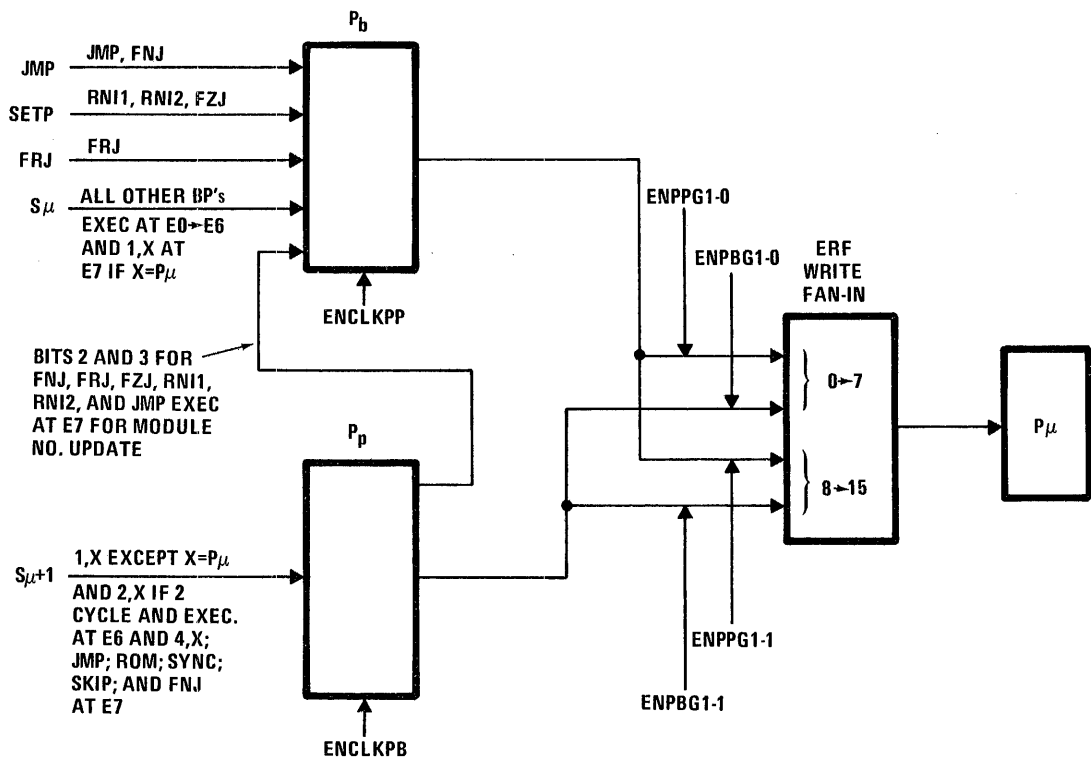 P_b
JMP
JMP, FNJ
SETP
RNI1, RNI2, FZJ
FRJ
FRJ
Sμ
ALL OTHER BP's
EXEC AT E0→E6
AND 1,X AT
E7 IF X=Pμ
ENCLKPP
BITS 2 AND 3 FOR
FNJ, FRJ, FZJ, RNI1,
RNI2, AND JMP EXEC
AT E7 FOR MODULE
NO. UPDATE
P_p
Sμ+1
1,X EXCEPT X=Pμ
AND 2,X IF 2
CYCLE AND EXEC.
AT E6 AND 4,X;
JMP; ROM; SYNC;
SKIP; AND FNJ
AT E7
ENCLKPB
ENPPG1-0
ENPBG1-0
ERF
WRITE
FAN-IN
0→7
8→15
Pμ
ENPPG1-1
ENPBG1-1